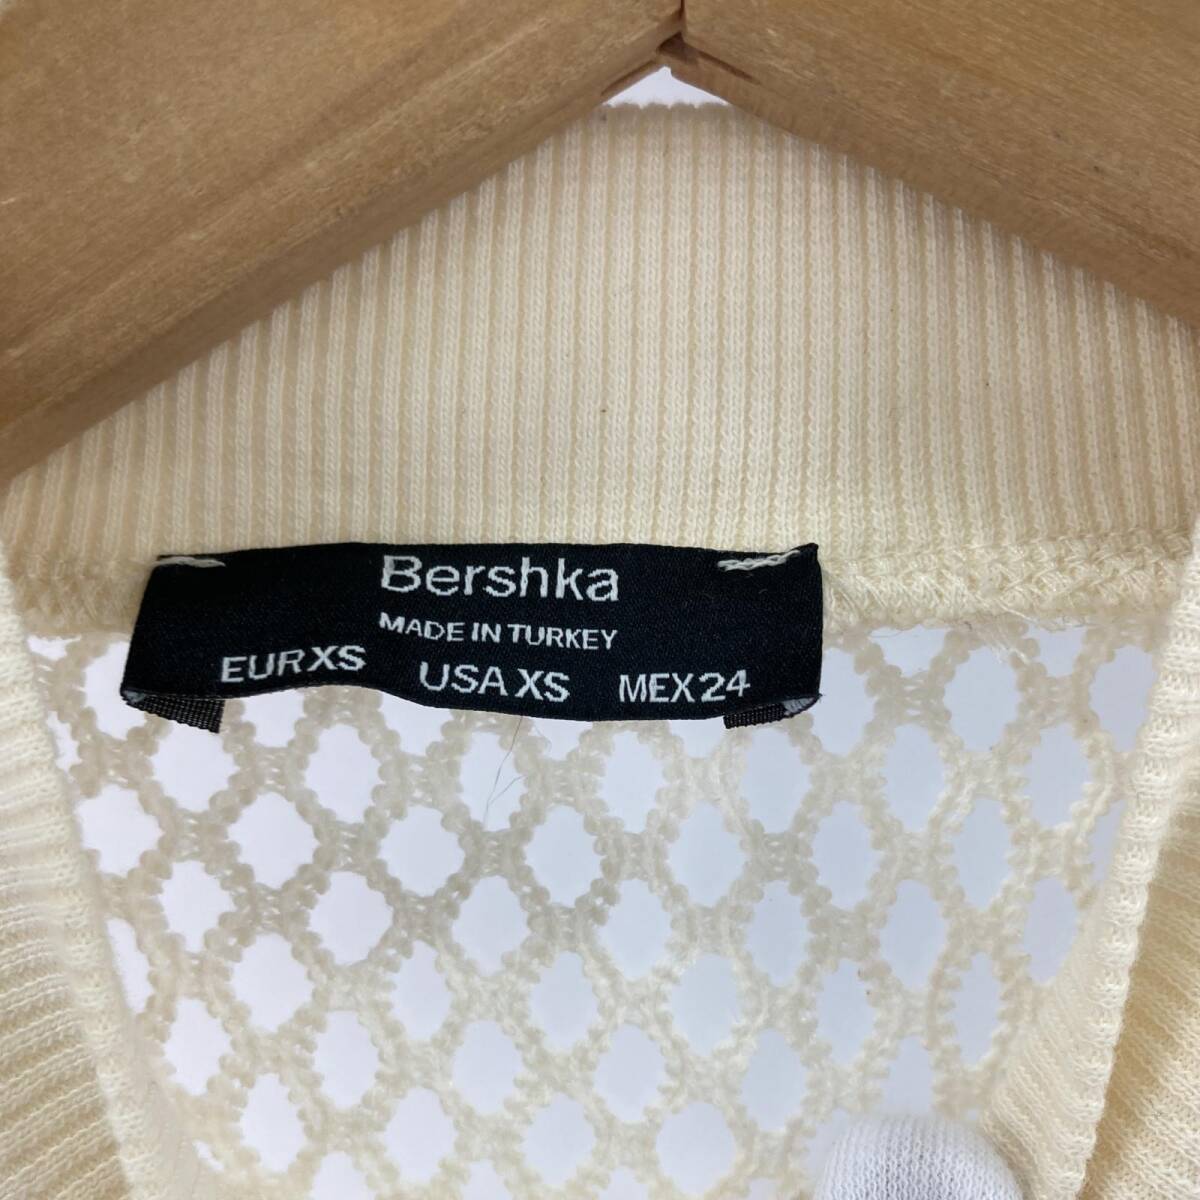 Bershka
MADE IN TURKEY
EUR XS USA XS MEX 24